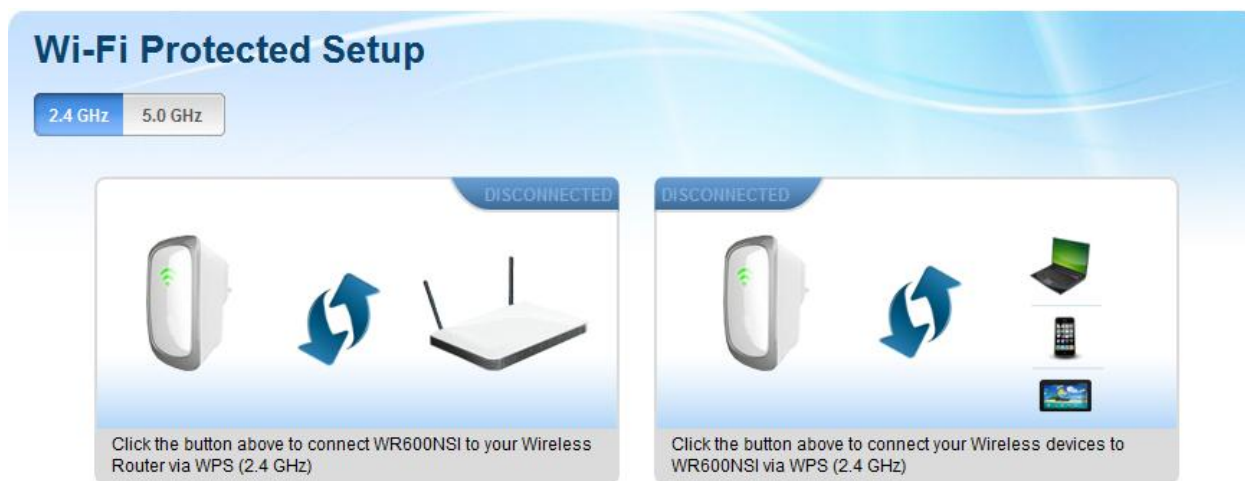 Wi-Fi Protected Setup
2.4 GHz 5.0 GHz
DISCONNECTED
DISCONNECTED
Click the button above to connect WR600NSI to your Wireless
Router via WPS (2.4 GHz)
Click the button above to connect your Wireless devices to
WR600NSI via WPS (2.4 GHz)